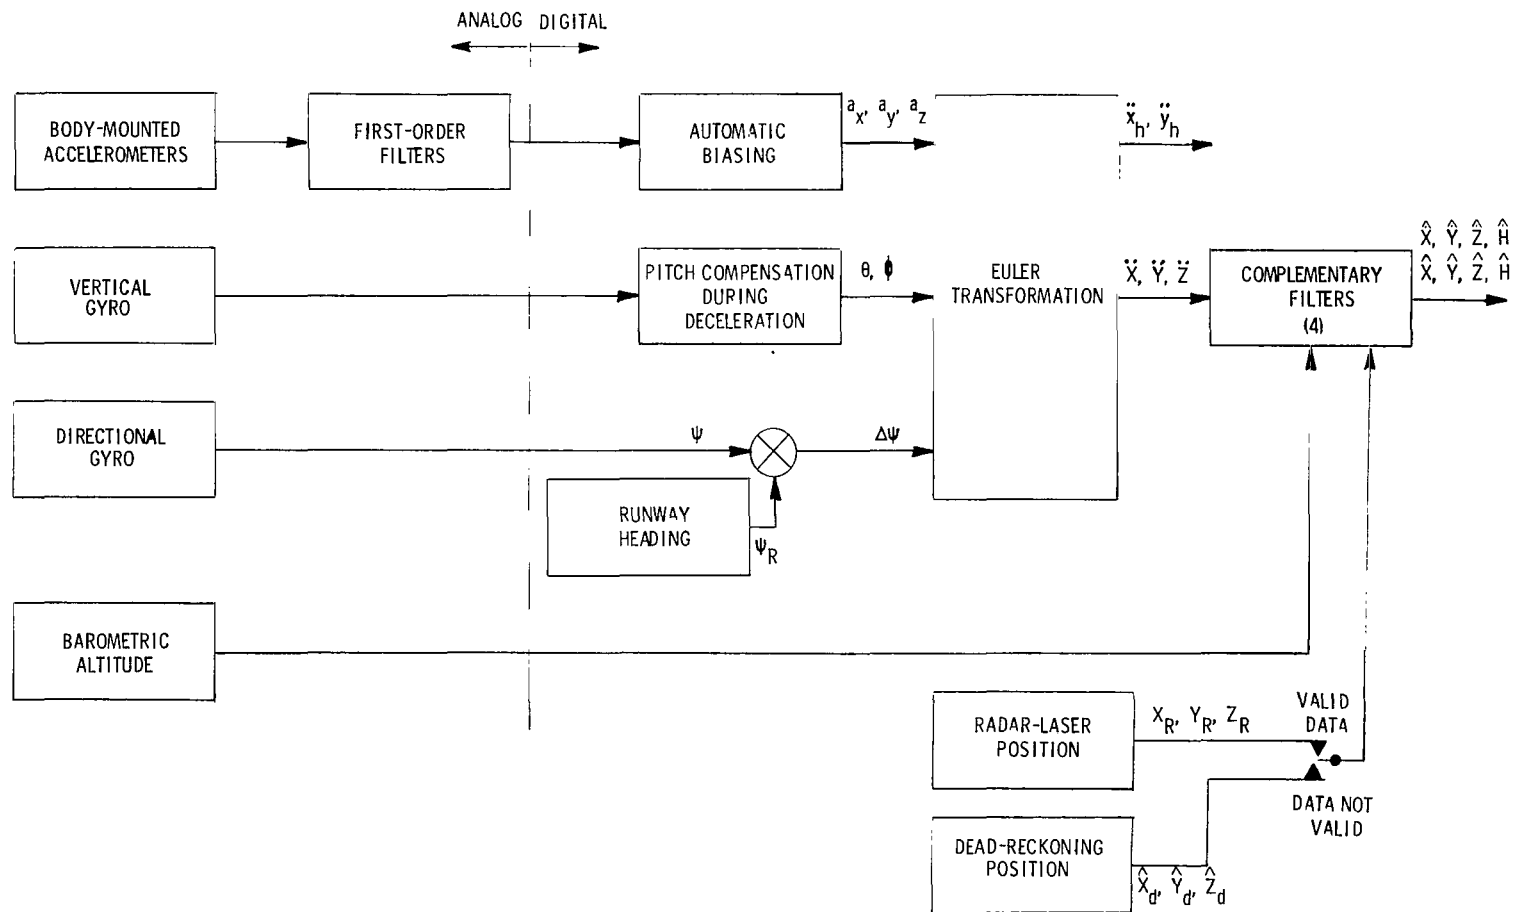 ANALOG DIGITAL
BODY-MOUNTED
ACCELEROMETERS
FIRST-ORDER
FILTERS
AUTOMATIC
BIASING
a_x, a_y, a_z
ẍ_h, ÿ_h
VERTICAL
GYRO
PITCH COMPENSATION
DURING
DECELERATION
θ, ϕ
EULER
TRANSFORMATION
Ẍ, Ÿ, Z̈
COMPLEMENTARY
FILTERS
(4)
X̂, Ŷ, Ẑ, Ĥ
X̂, Ŷ, Ẑ, Ĥ
DIRECTIONAL
GYRO
ψ
Δψ
RUNWAY
HEADING
ψ_R
BAROMETRIC
ALTITUDE
RADAR-LASER
POSITION
X_R, Y_R, Z_R
VALID
DATA
DATA NOT
VALID
DEAD-RECKONING
POSITION
X̂_d, Ŷ_d, Ẑ_d